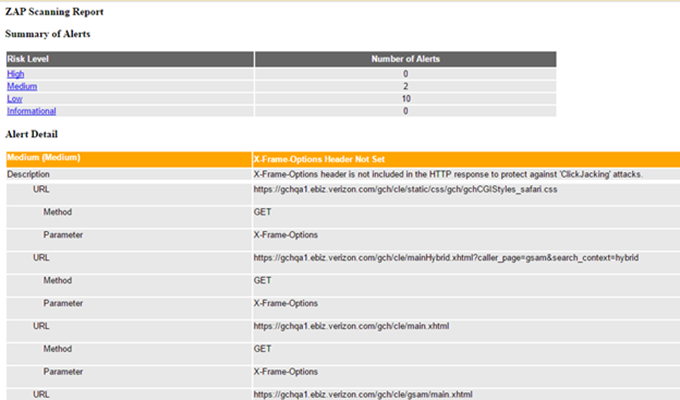 ZAP Scanning Report
Summary of Alerts
Risk Level Number of Alerts
High 0
Medium 2
Low 10
Informational 0
Alert Detail
Medium (Medium) X-Frame-Options Header Not Set
Description X-Frame-Options header is not included in the HTTP response to protect against 'ClickJacking' attacks.
URL https://gchqa1.ebiz.verizon.com/gch/cle/static/css/gch/gchCGIStyles_safari.css
Method GET
Parameter X-Frame-Options
URL https://gchqa1.ebiz.verizon.com/gch/cle/mainHybrid.xhtml?caller_page=gsam&search_context=hybrid
Method GET
Parameter X-Frame-Options
URL https://gchqa1.ebiz.verizon.com/gch/cle/main.xhtml
Method GET
Parameter X-Frame-Options
URL https://gchqa1.ebiz.verizon.com/gch/cle/gsam/main.xhtml